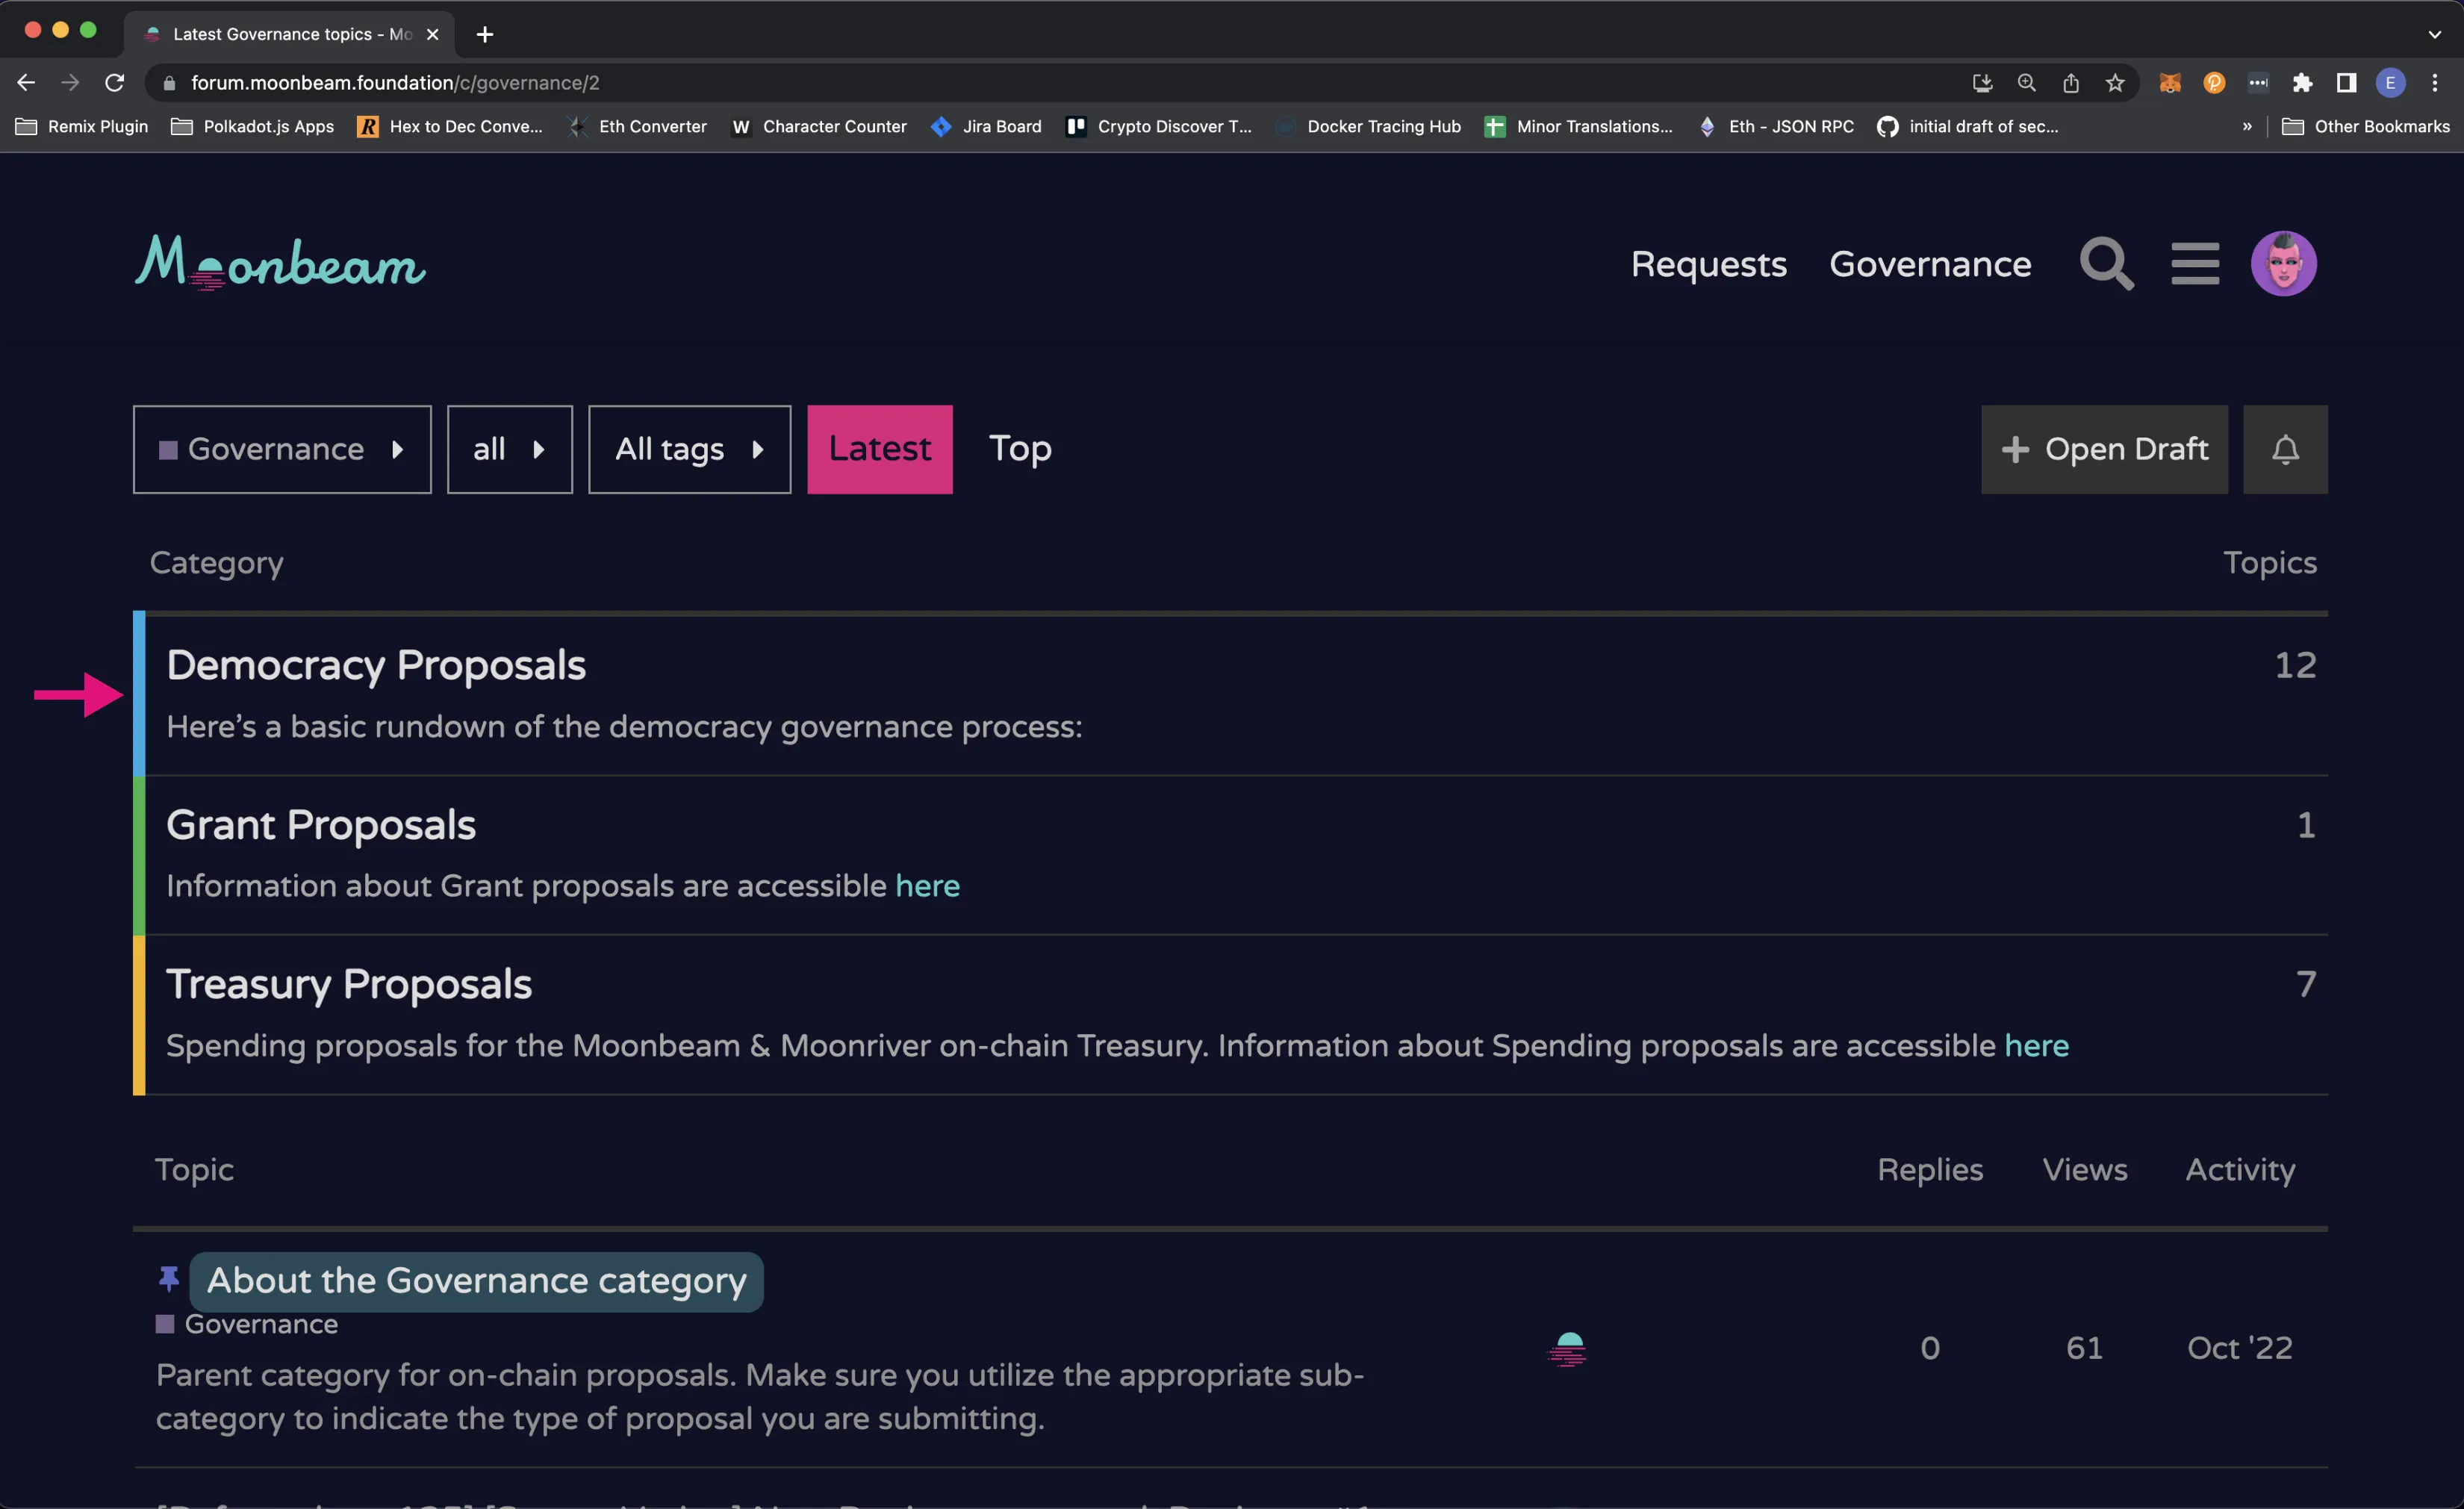 Latest Governance topics - Mo
forum.moonbeam.foundation/c/governance/2
E
Remix Plugin Polkadot.js Apps R Hex to Dec Conve... Eth Converter W Character Counter Jira Board Crypto Discover T... Docker Tracing Hub Minor Translations... Eth - JSON RPC initial draft of sec... » Other Bookmarks
Moonbeam Requests Governance
Governance all All tags Latest Top + Open Draft
Category Topics
Democracy Proposals 12
Here’s a basic rundown of the democracy governance process:
Grant Proposals 1
Information about Grant proposals are accessible here
Treasury Proposals 7
Spending proposals for the Moonbeam & Moonriver on-chain Treasury. Information about Spending proposals are accessible here
Topic Replies Views Activity
About the Governance category
Governance
0 61 Oct '22
Parent category for on-chain proposals. Make sure you utilize the appropriate sub-
category to indicate the type of proposal you are submitting.